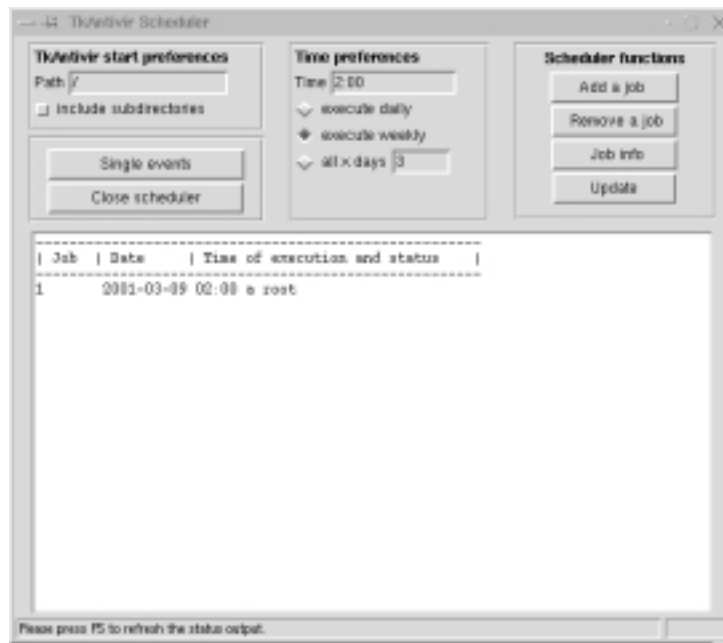 TkAntivir Scheduler
TkAntivir start preferences
Path /
include subdirectories
Single events
Close scheduler
Time preferences
Time 2:00
execute daily
execute weekly
all x days 3
Scheduler functions
Add a job
Remove a job
Job info
Update
| Job | Date | Time of execution and status |
1 2001-03-09 02:00 a root
Please press F5 to refresh the status output.